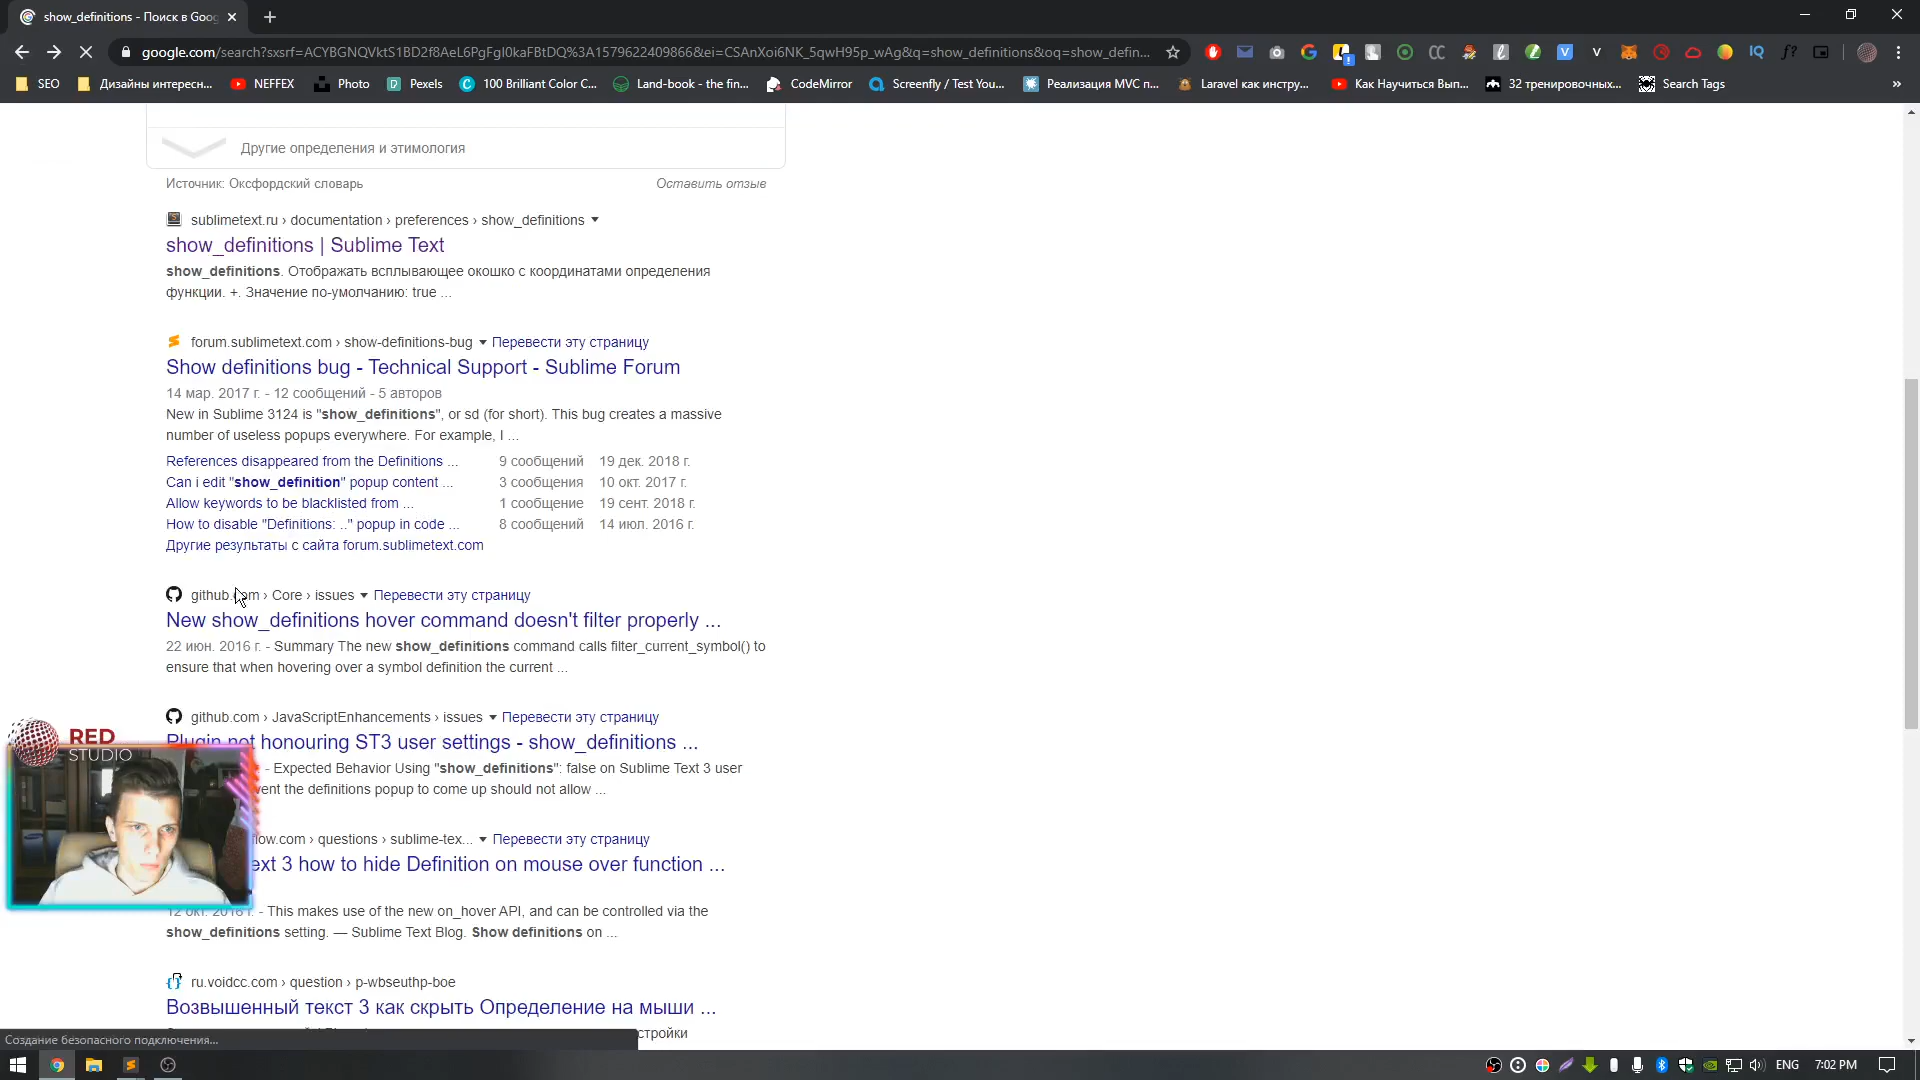 show_definitions - Поиск в Goog
google.com/search?sxsrf=ACYBGNQVktS1BD2f8AeL6PgFgI0kaFBtDQ%3A1579622409866&ei=CSAnXoi6NK_5qwH95p_wAg&q=show_definitions&oq=show_defin...
SEO
Дизайны интересн...
NEFFEX
Photo
Pexels
100 Brilliant Color C...
Land-book - the fin...
CodeMirror
Screenfly / Test You...
Реализация MVC п...
Laravel как инстру...
Как Научиться Вып...
32 тренировочных...
Search Tags
Другие определения и этимология
Источник: Оксфордский словарь
Оставить отзыв
sublimetext.ru › documentation › preferences › show_definitions
show_definitions | Sublime Text
show_definitions. Отображать всплывающее окошко с координатами определения
функции. +. Значение по-умолчанию: true ...
forum.sublimetext.com › show-definitions-bug Перевести эту страницу
Show definitions bug - Technical Support - Sublime Forum
14 мар. 2017 г. - 12 сообщений - 5 авторов
New in Sublime 3124 is "show_definitions", or sd (for short). This bug creates a massive
number of useless popups everywhere. For example, I ...
References disappeared from the Definitions ... 9 сообщений 19 дек. 2018 г.
Can i edit "show_definition" popup content ... 3 сообщения 10 окт. 2017 г.
Allow keywords to be blacklisted from ... 1 сообщение 19 сент. 2018 г.
How to disable "Definitions: .." popup in code ... 8 сообщений 14 июл. 2016 г.
Другие результаты с сайта forum.sublimetext.com
github.com › Core › issues Перевести эту страницу
New show_definitions hover command doesn't filter properly ...
22 июн. 2016 г. - Summary The new show_definitions command calls filter_current_symbol() to
ensure that when hovering over a symbol definition the current ...
github.com › JavaScriptEnhancements › issues Перевести эту страницу
Plugin not honouring ST3 user settings - show_definitions ...
- Expected Behavior Using "show_definitions": false on Sublime Text 3 user
ent the definitions popup to come up should not allow ...
RED
STUDIO
low.com › questions › sublime-tex... Перевести эту страницу
ext 3 how to hide Definition on mouse over function ...
- This makes use of the new on_hover API, and can be controlled via the
show_definitions setting. — Sublime Text Blog. Show definitions on ...
ru.voidcc.com › question › p-wbseuthp-boe
Возвышенный текст 3 как скрыть Определение на мыши ...
стройки
Создание безопасного подключения...
ENG
7:02 PM